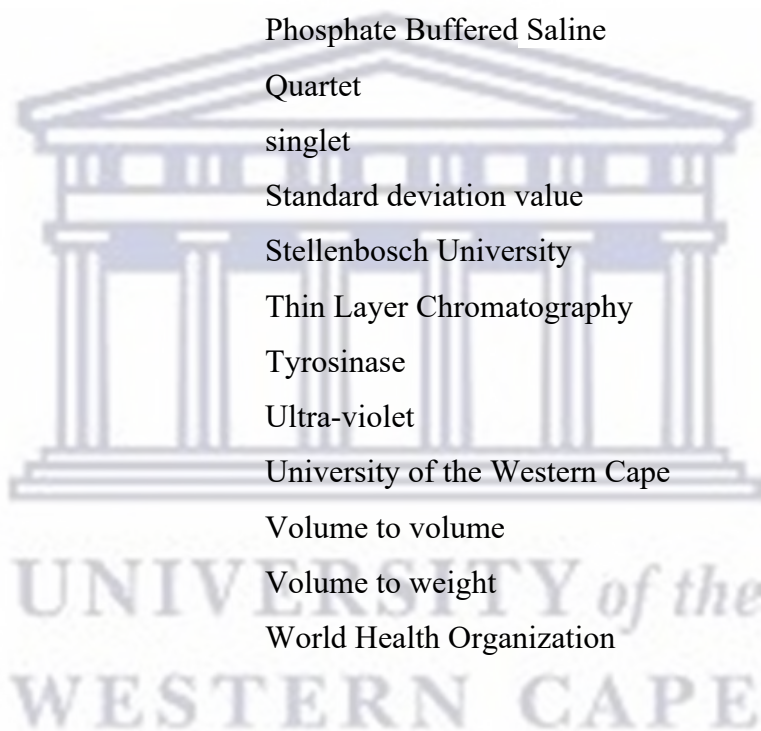 Phosphate Buffered Saline
Quartet
singlet
Standard deviation value
Stellenbosch University
Thin Layer Chromatography
Tyrosinase
Ultra-violet
University of the Western Cape
Volume to volume
Volume to weight
World Health Organization
UNIVERSITY of the
WESTERN CAPE